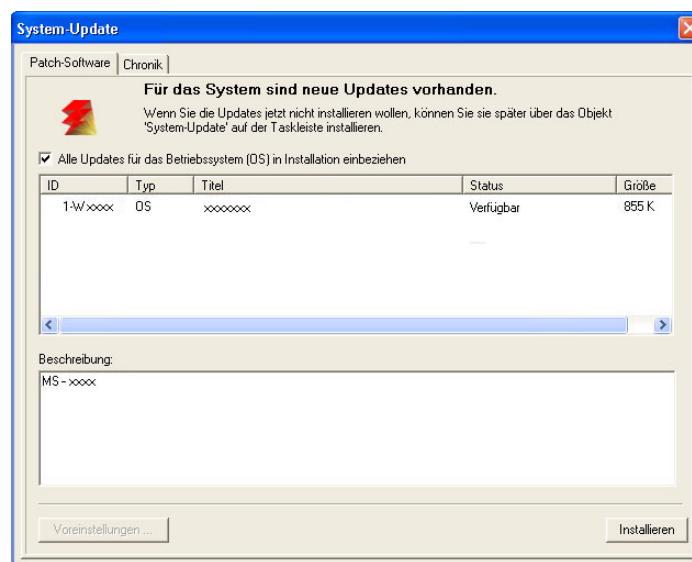 System-Update
Patch-Software Chronik
Für das System sind neue Updates vorhanden.
Wenn Sie die Updates jetzt nicht installieren wollen, können Sie sie später über das Objekt
'System-Update' auf der Taskleiste installieren.
Alle Updates für das Betriebssystem (OS) in Installation einbeziehen
ID Typ Titel Status Größe
1-Wxxxx OS xxxxxxx Verfügbar 855 K
Beschreibung:
MS - xxxx
Voreinstellungen ... Installieren